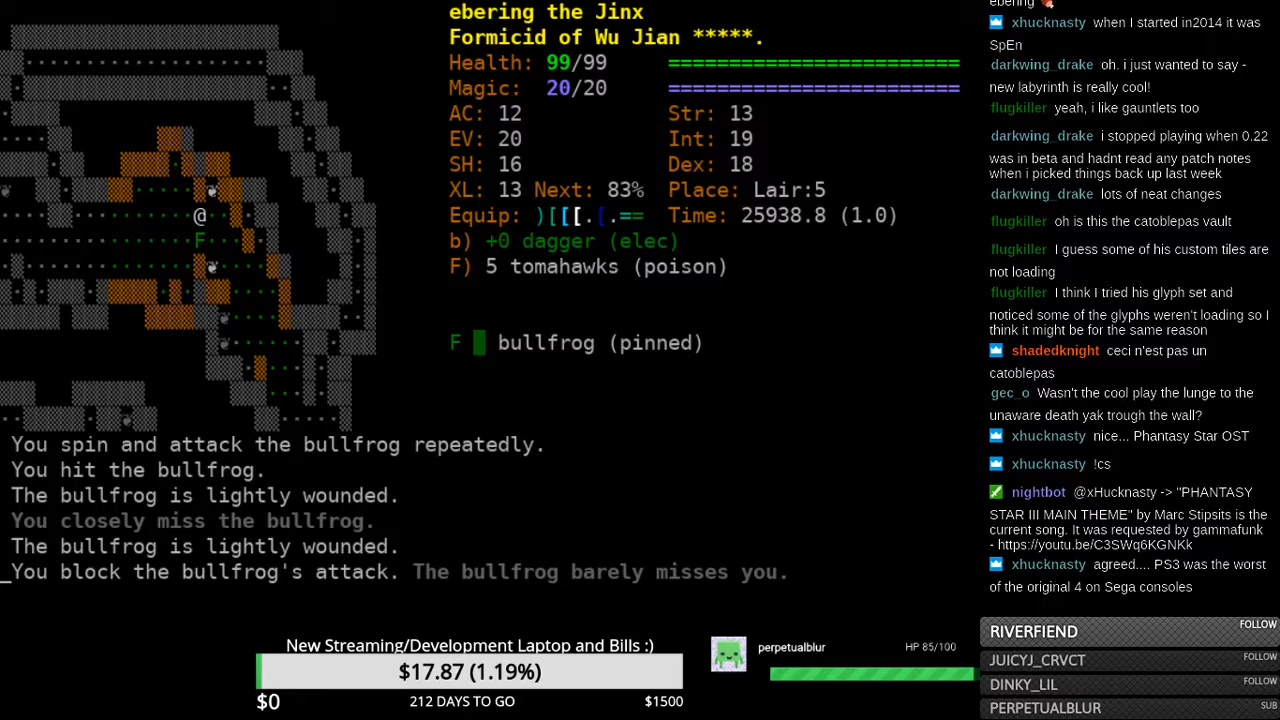 ebering the Jinx
Formicid of Wu Jian *****.
Health: 99/99 ========================
Magic: 20/20 ========================
AC: 12 Str: 13
EV: 20 Int: 19
SH: 16 Dex: 18
XL: 13 Next: 83% Place: Lair:5
Equip: )[[[.[.== Time: 25938.8 (1.0)
b) +0 dagger (elec)
F) 5 tomahawks (poison)
F bullfrog (pinned)
@
F
You spin and attack the bullfrog repeatedly.
You hit the bullfrog.
The bullfrog is lightly wounded.
You closely miss the bullfrog.
The bullfrog is lightly wounded.
_You block the bullfrog's attack. The bullfrog barely misses you.
New Streaming/Development Laptop and Bills :)
$17.87 (1.19%)
$0 212 DAYS TO GO $1500
perpetualblur HP 85/100
ebering
xhucknasty when I started in2014 it was
SpEn
darkwing_drake oh. i just wanted to say -
new labyrinth is really cool!
flugkiller yeah, i like gauntlets too
darkwing_drake i stopped playing when 0.22
was in beta and hadnt read any patch notes
when i picked things back up last week
darkwing_drake lots of neat changes
flugkiller oh is this the catoblepas vault
flugkiller I guess some of his custom tiles are
not loading
flugkiller I think I tried his glyph set and
noticed some of the glyphs weren't loading so I
think it might be for the same reason
shadedknight ceci n'est pas un
catoblepas
gec_o Wasn't the cool play the lunge to the
unaware death yak trough the wall?
xhucknasty nice... Phantasy Star OST
xhucknasty !cs
nightbot @xHucknasty -> "PHANTASY
STAR III MAIN THEME" by Marc Stipsits is the
current song. It was requested by gammafunk
- https://youtu.be/C3SWq6KGNKk
xhucknasty agreed.... PS3 was the worst
of the original 4 on Sega consoles
RIVERFIEND FOLLOW
JUICYJ_CRVCT FOLLOW
DINKY_LIL FOLLOW
PERPETUALBLUR SUB